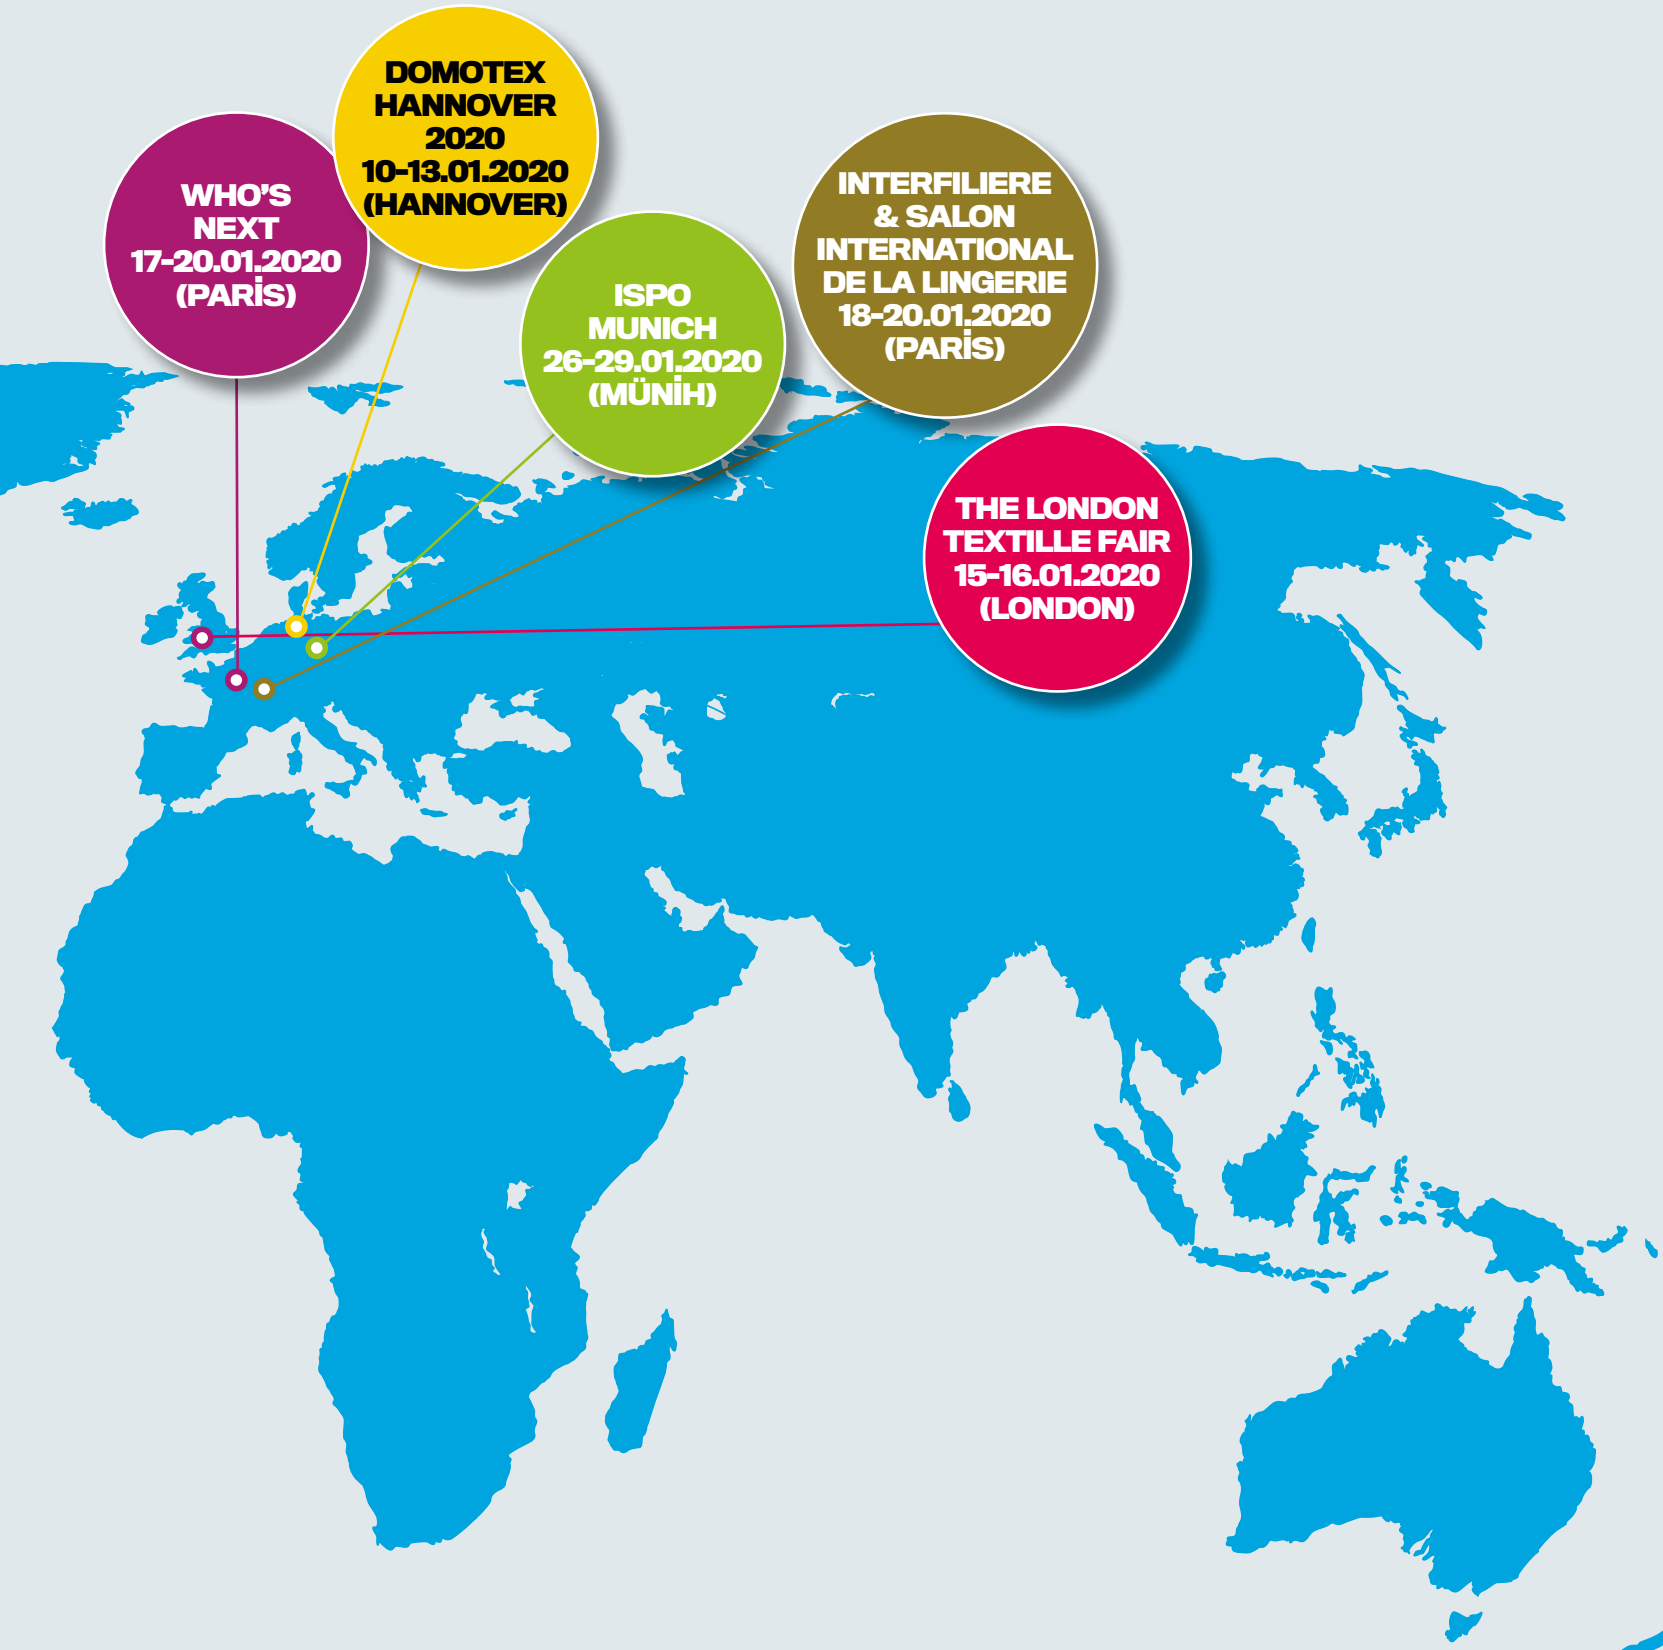 WHO'S
NEXT
17-20.01.2020
(PARİS)
DOMOTEX
HANNOVER
2020
10-13.01.2020
(HANNOVER)
ISPO
MUNICH
26-29.01.2020
(MÜNİH)
INTERFILIERE
& SALON
INTERNATIONAL
DE LA LINGERIE
18-20.01.2020
(PARİS)
THE LONDON
TEXTILLE FAIR
15-16.01.2020
(LONDON)